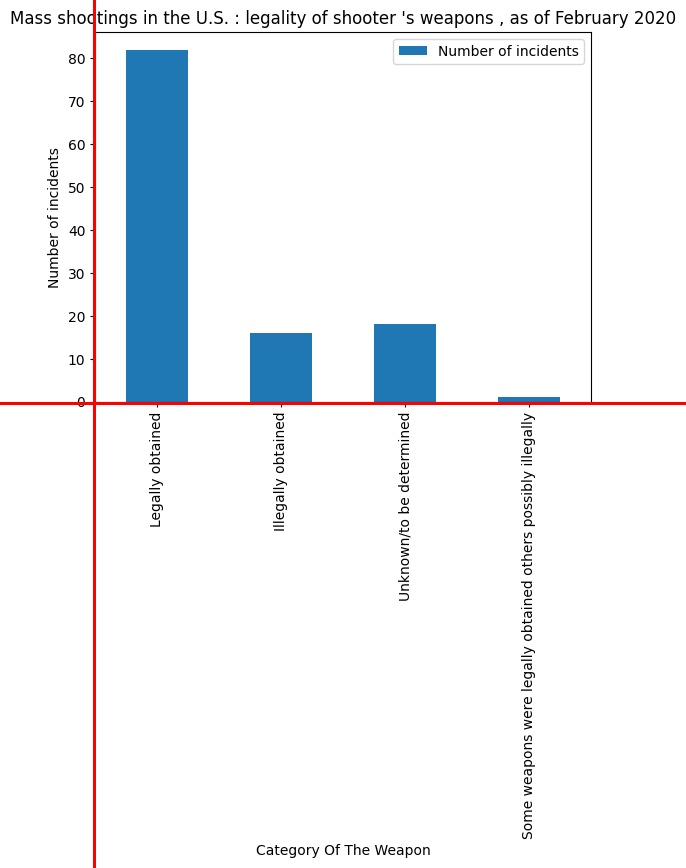 Mass shootings in the U.S. : legality of shooter 's weapons , as of February 2020
Number of incidents
80
70
60
50
40
30
20
10
0
Number of incidents
Legally obtained
Illegally obtained
Unknown/to be determined
Some weapons were legally obtained others possibly illegally
Category Of The Weapon